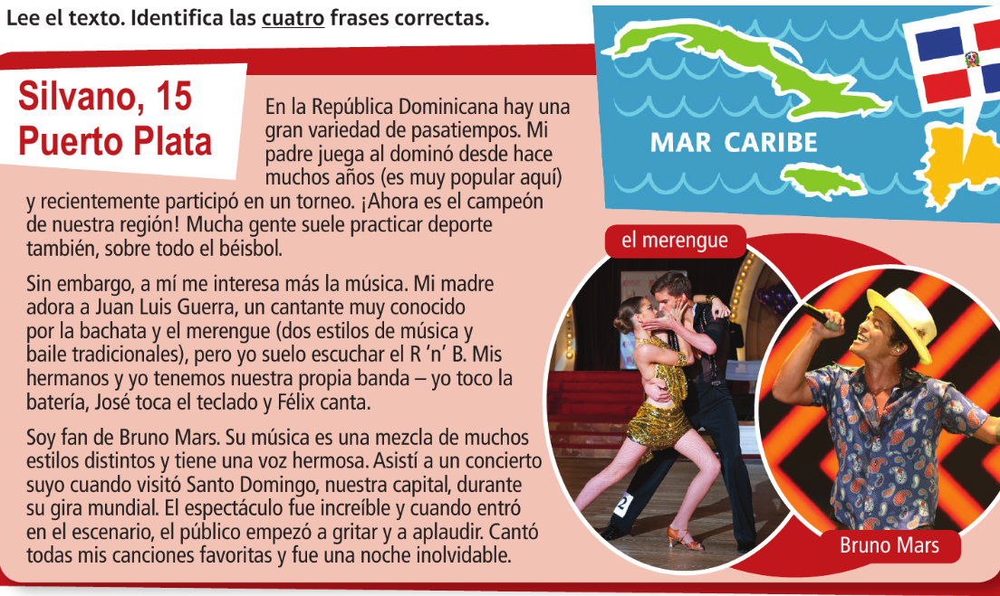 Lee el texto. Identifica las cuatro frases correctas.
Silvano, 15
Puerto Plata
En la República Dominicana hay una
gran variedad de pasatiempos. Mi
padre juega al dominó desde hace
muchos años (es muy popular aquí)
y recientemente participó en un torneo. ¡Ahora es el campeón
de nuestra región! Mucha gente suele practicar deporte
también, sobre todo el béisbol.
Sin embargo, a mí me interesa más la música. Mi madre
adora a Juan Luis Guerra, un cantante muy conocido
por la bachata y el merengue (dos estilos de música y
baile tradicionales), pero yo suelo escuchar el R ’n’ B. Mis
hermanos y yo tenemos nuestra propia banda – yo toco la
batería, José toca el teclado y Félix canta.
Soy fan de Bruno Mars. Su música es una mezcla de muchos
estilos distintos y tiene una voz hermosa. Asistí a un concierto
suyo cuando visitó Santo Domingo, nuestra capital, durante
su gira mundial. El espectáculo fue increíble y cuando entró
en el escenario, el público empezó a gritar y a aplaudir. Cantó
todas mis canciones favoritas y fue una noche inolvidable.
MAR CARIBE
el merengue
2
Bruno Mars